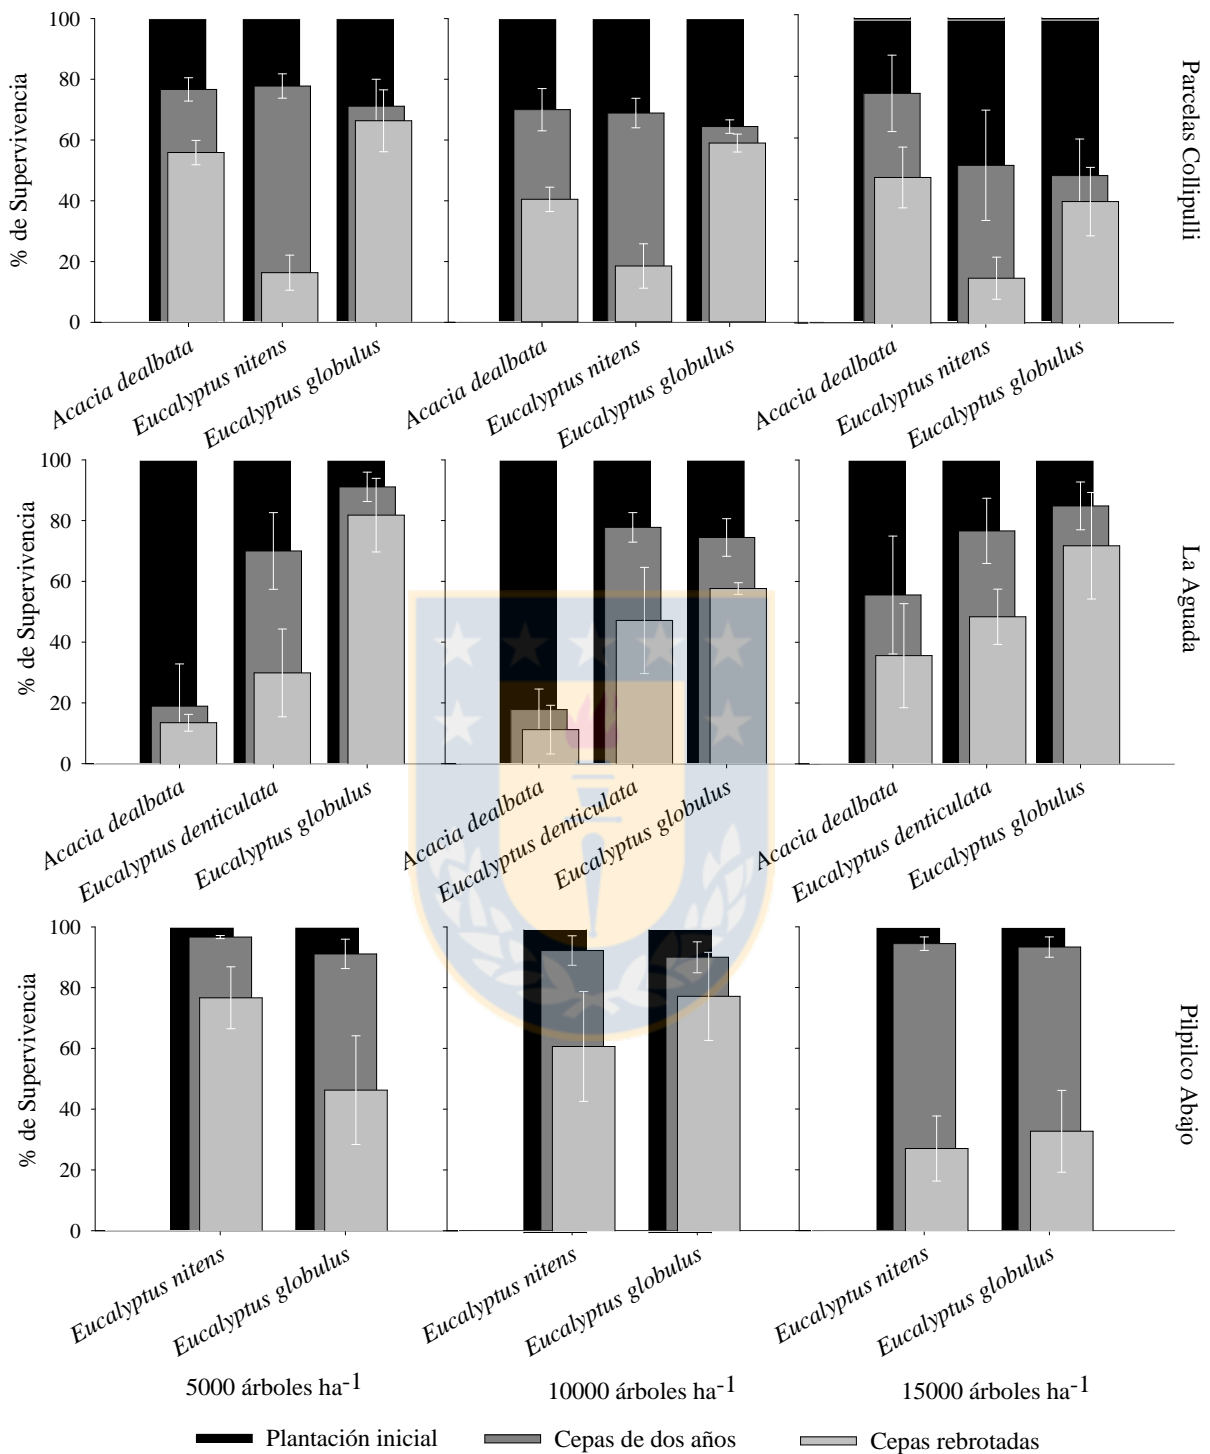 100
80
60
40
20
0
% de Supervivencia
Parcelas Collipulli
Acacia dealbata
Eucalyptus nitens
Eucalyptus globulus
Acacia dealbata
Eucalyptus nitens
Eucalyptus globulus
Acacia dealbata
Eucalyptus nitens
Eucalyptus globulus
100
80
60
40
20
0
% de Supervivencia
La Aguada
Acacia dealbata
Eucalyptus denticulata
Eucalyptus globulus
Acacia dealbata
Eucalyptus denticulata
Eucalyptus globulus
Acacia dealbata
Eucalyptus denticulata
Eucalyptus globulus
100
80
60
40
20
0
% de Supervivencia
Pilpilco Abajo
Eucalyptus nitens
Eucalyptus globulus
Eucalyptus nitens
Eucalyptus globulus
Eucalyptus nitens
Eucalyptus globulus
5000 árboles ha-1
10000 árboles ha-1
15000 árboles ha-1
Plantación inicial
Cepas de dos años
Cepas rebrotadas